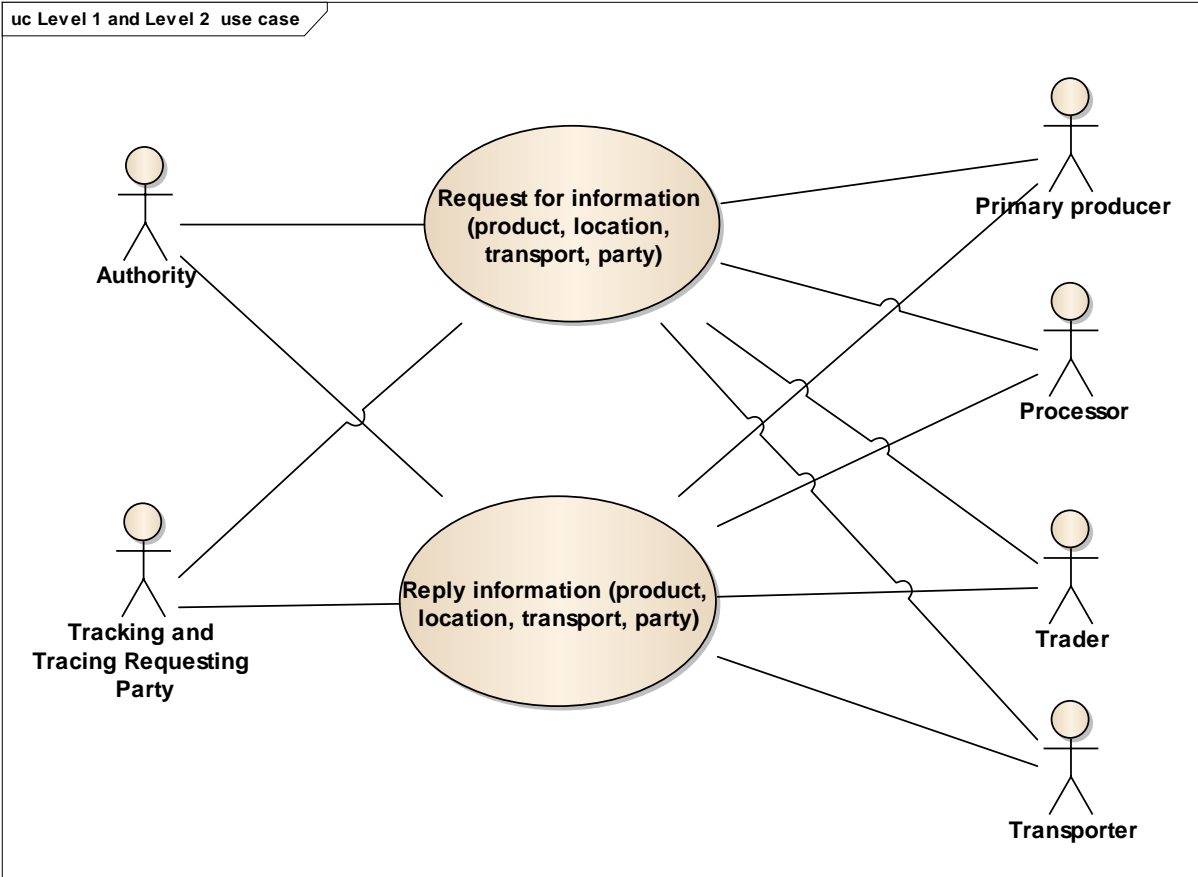 uc Level 1 and Level 2 use case
Authority
Request for information
(product, location,
transport, party)
Primary producer
Processor
Tracking and
Tracing Requesting
Party
Reply information (product,
location, transport, party)
Trader
Transporter